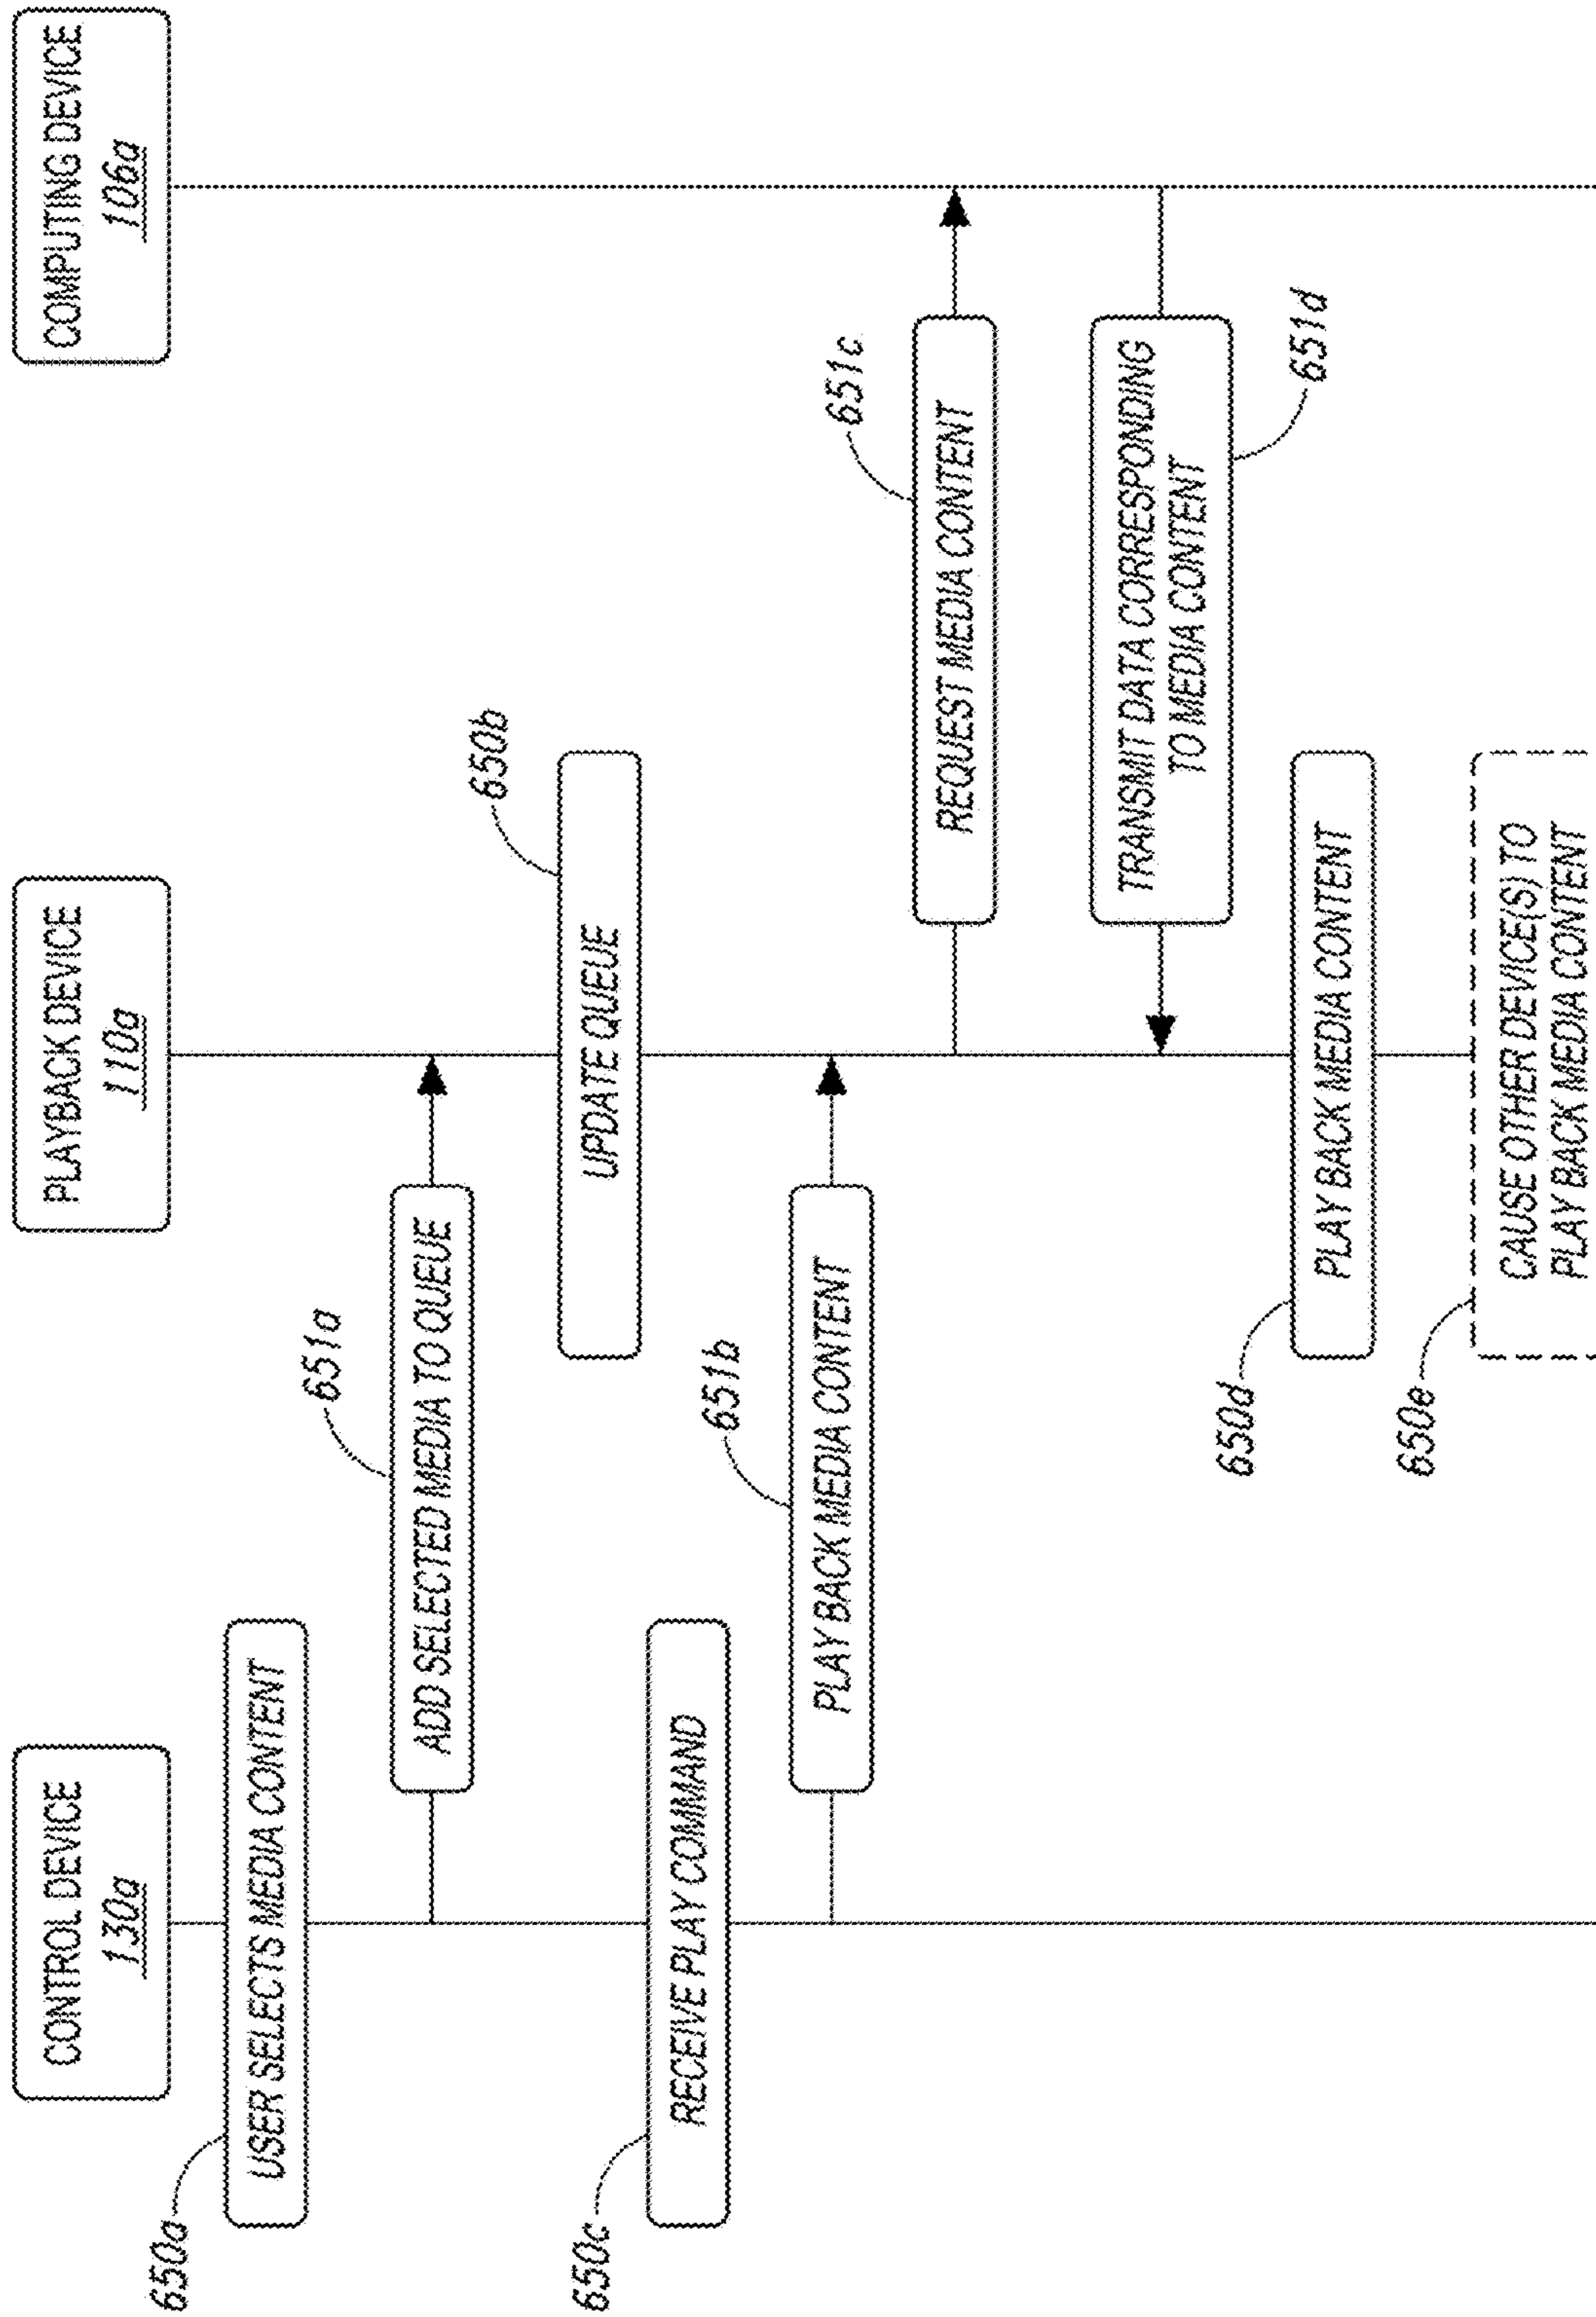 CONTROL DEVICE
130a
PLAYBACK DEVICE
110a
COMPUTING DEVICE
106a
650a
USER SELECTS MEDIA CONTENT
651a
ADD SELECTED MEDIA TO QUEUE
650b
UPDATE QUEUE
650c
RECEIVE PLAY COMMAND
651b
PLAY BACK MEDIA CONTENT
651c
REQUEST MEDIA CONTENT
TRANSMIT DATA CORRESPONDING
TO MEDIA CONTENT
651d
650d
PLAY BACK MEDIA CONTENT
650e
CAUSE OTHER DEVICE(S) TO
PLAY BACK MEDIA CONTENT